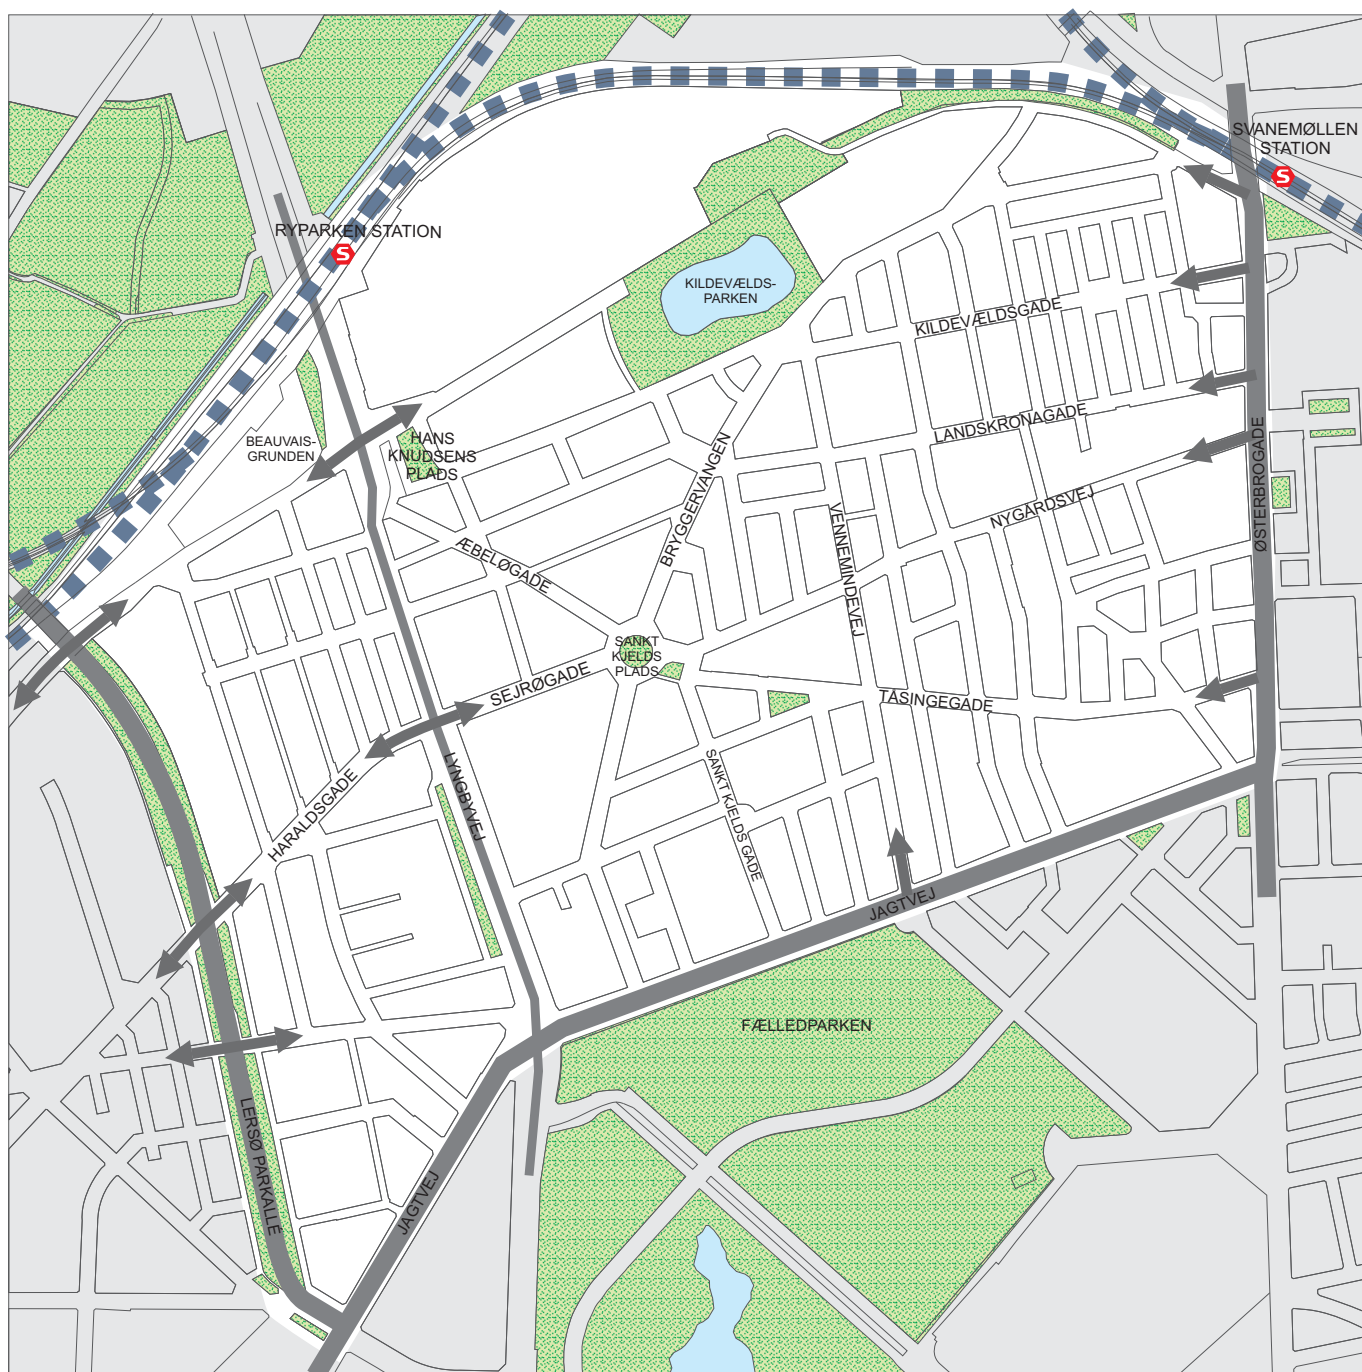 SVANEMØLLEN
STATION
S
RYPARKEN STATION
S
KILDEVÆLDS-
PARKEN
KILDEVÆLDSGADE
LANDSKRONAGADE
BEAUVAIS-
GRUNDEN
HANS
KNUDSENS
PLADS
BRYGGERVANGEN
ØSTERBROGADE
NYGÅRDSVEJ
VENNEMINDEVEJ
ÆBELØGADE
SANKT
KJELDS
PLADS
SEJRØGADE
TÅSINGEGADE
LYNGBYVEJ
SANKT KJELDS GADE
HARALDSGADE
JAGTVEJ
FÆLLEDPARKEN
LERSØ PARKALLÉ
JAGTVEJ